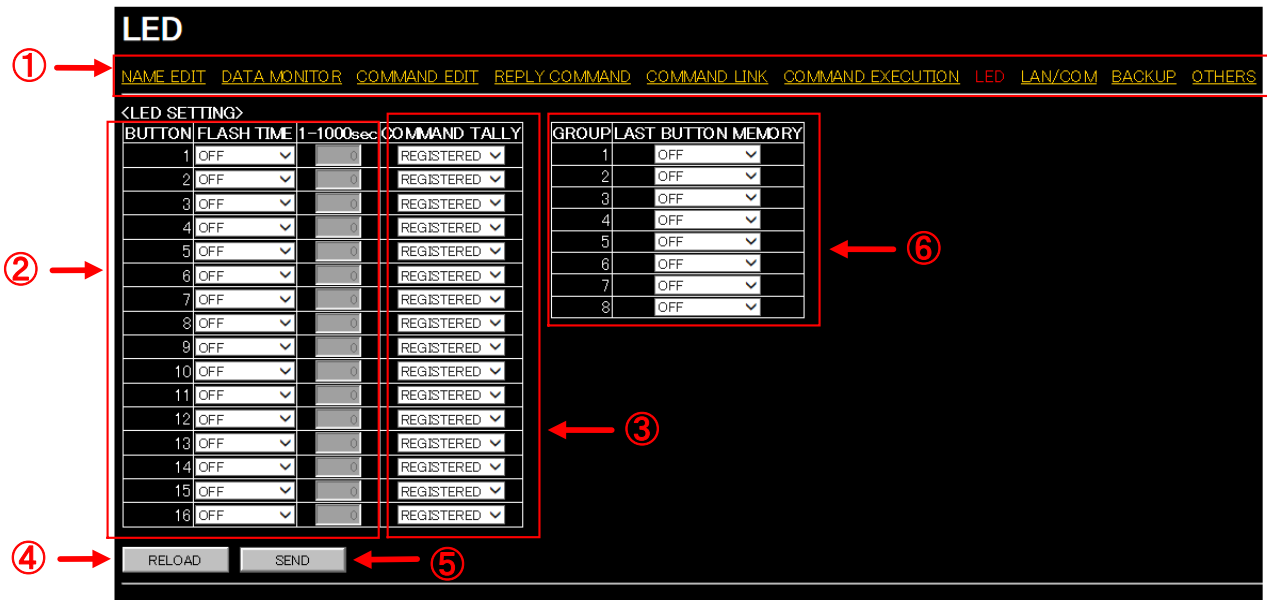 LED
① NAME EDIT DATA MONITOR COMMAND EDIT REPLY COMMAND COMMAND LINK COMMAND EXECUTION LED LAN/COM BACKUP OTHERS
<LED SETTING>
BUTTON FLASH TIME 1-1000sec COMMAND TALLY GROUP LAST BUTTON MEMORY
1 OFF 0 REGISTERED 1 OFF
2 OFF 0 REGISTERED 2 OFF
3 OFF 0 REGISTERED 3 OFF
4 OFF 0 REGISTERED 4 OFF
5 OFF 0 REGISTERED 5 OFF ⑥
② 6 OFF 0 REGISTERED 6 OFF
7 OFF 0 REGISTERED 7 OFF
8 OFF 0 REGISTERED 8 OFF
9 OFF 0 REGISTERED
10 OFF 0 REGISTERED
11 OFF 0 REGISTERED
12 OFF 0 REGISTERED ③
13 OFF 0 REGISTERED
14 OFF 0 REGISTERED
15 OFF 0 REGISTERED
16 OFF 0 REGISTERED
④ RELOAD SEND ⑤